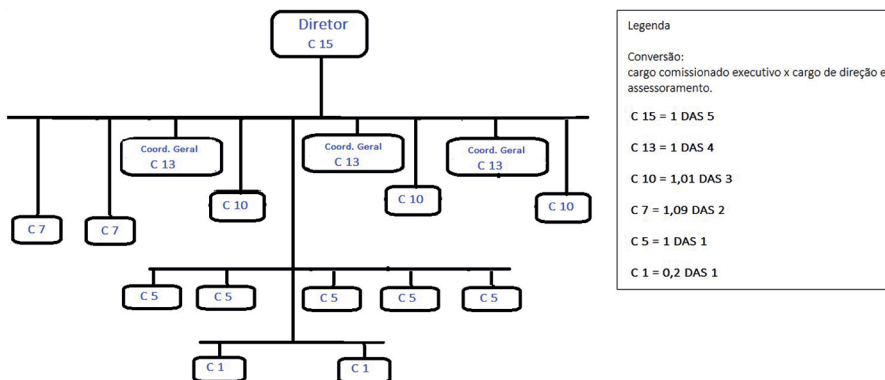 Diretor
C 15
Coord. Geral
C 13
Coord. Geral
C 13
Coord. Geral
C 13
C 7
C 7
C 10
C 10
C 10
C 5
C 5
C 5
C 5
C 5
C 1
C 1
Legenda
Conversão:
cargo comissionado executivo x cargo de direção e
assessoramento.
C 15 = 1 DAS 5
C 13 = 1 DAS 4
C 10 = 1,01 DAS 3
C 7 = 1,09 DAS 2
C 5 = 1 DAS 1
C 1 = 0,2 DAS 1